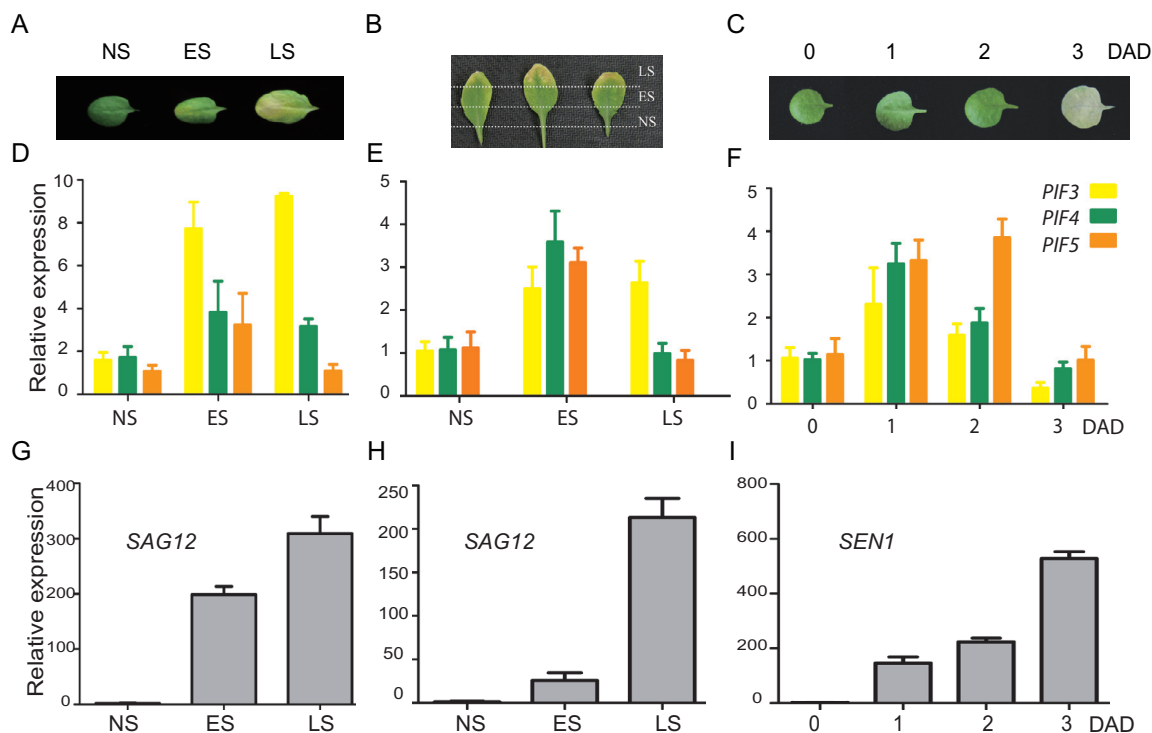 A
B
C
NS ES LS
0 1 2 3 DAD
LS
ES
NS
D
E
F
Relative expression
10
8
6
4
2
0
NS ES LS
5
4
3
2
1
0
NS ES LS
5
4
3
2
1
0
0 1 2 3 DAD
PIF3
PIF4
PIF5
G
H
I
Relative expression
400
300
200
100
0
SAG12
NS ES LS
250
200
150
100
50
0
SAG12
NS ES LS
800
600
400
200
0
SEN1
0 1 2 3 DAD